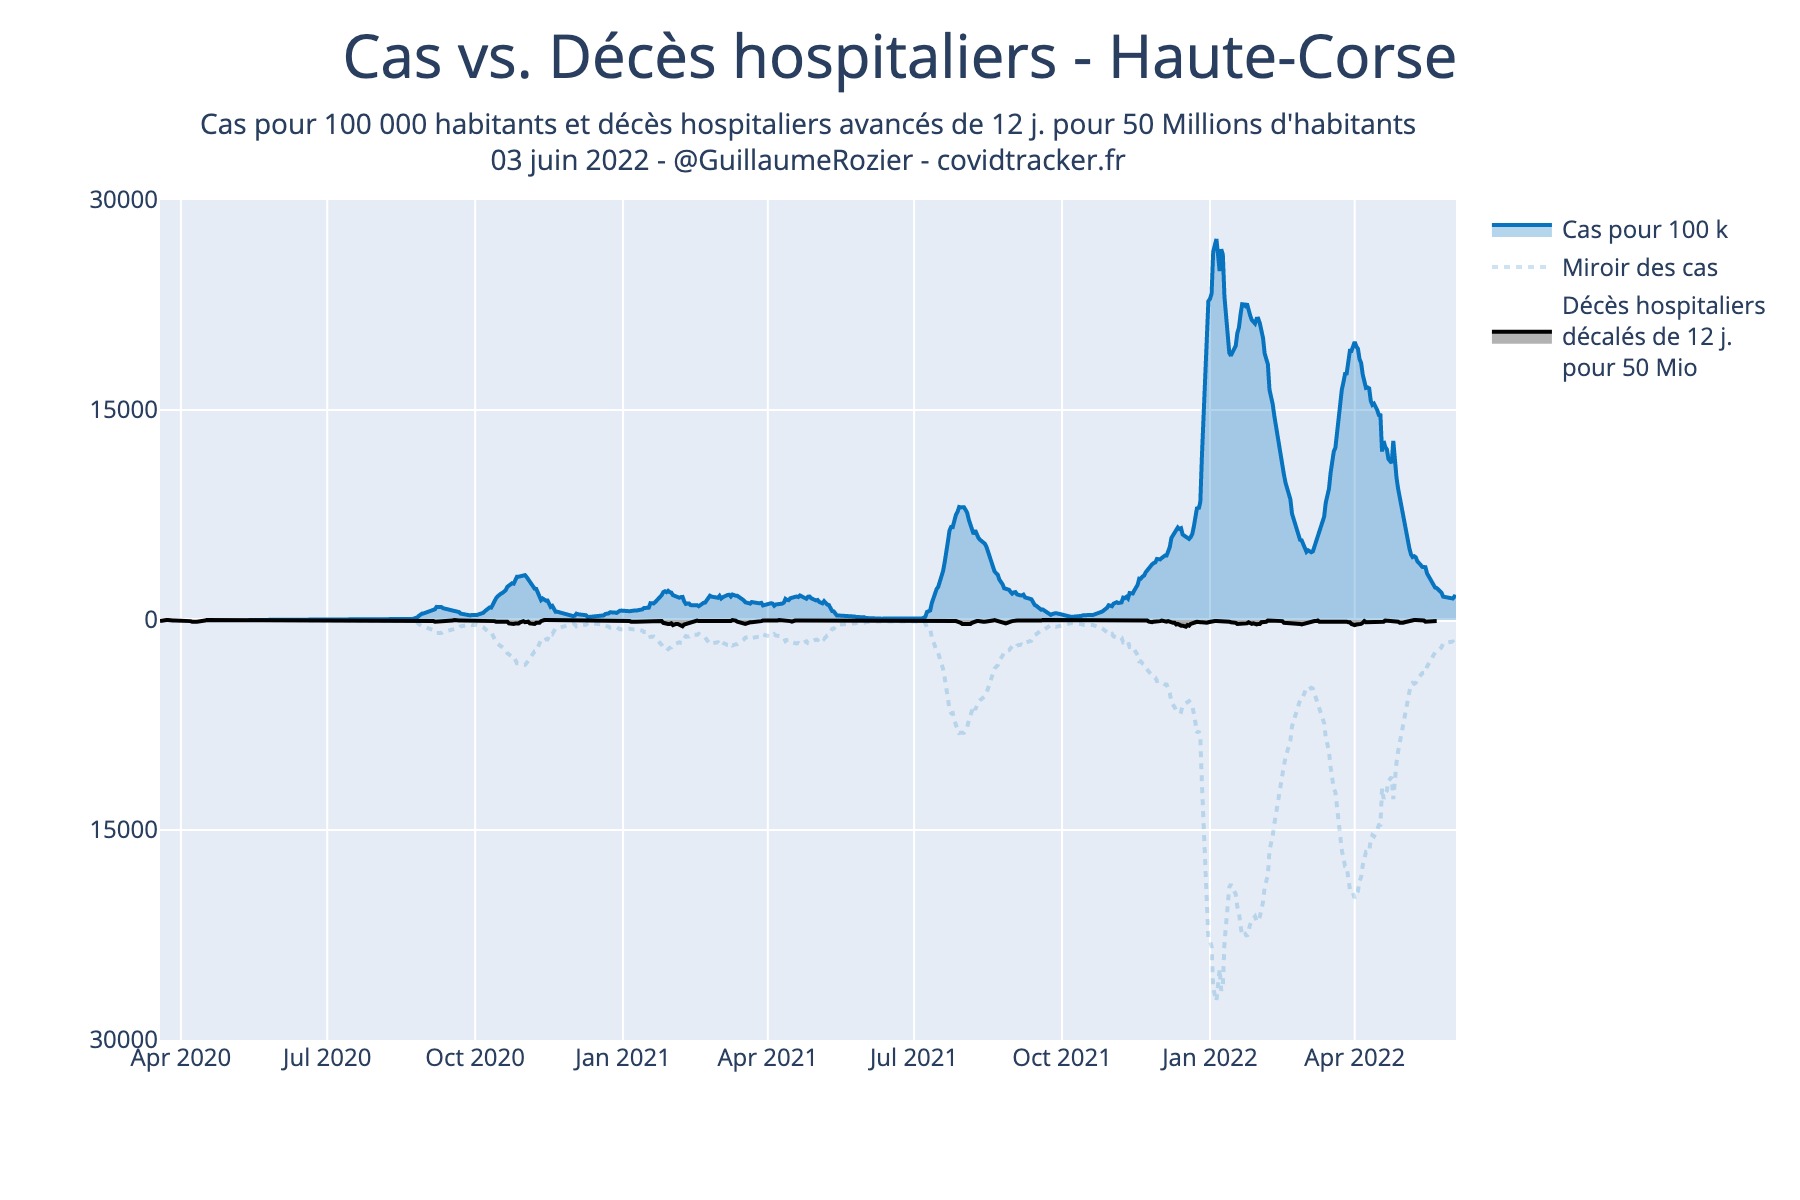 Cas vs. Décès hospitaliers - Haute-Corse
Cas pour 100 000 habitants et décès hospitaliers avancés de 12 j. pour 50 Millions d'habitants
03 juin 2022 - @GuillaumeRozier - covidtracker.fr
30000
15000
0
15000
30000
Apr 2020
Jul 2020
Oct 2020
Jan 2021
Apr 2021
Jul 2021
Oct 2021
Jan 2022
Apr 2022
Cas pour 100 k
Miroir des cas
Décès hospitaliers
décalés de 12 j.
pour 50 Mio